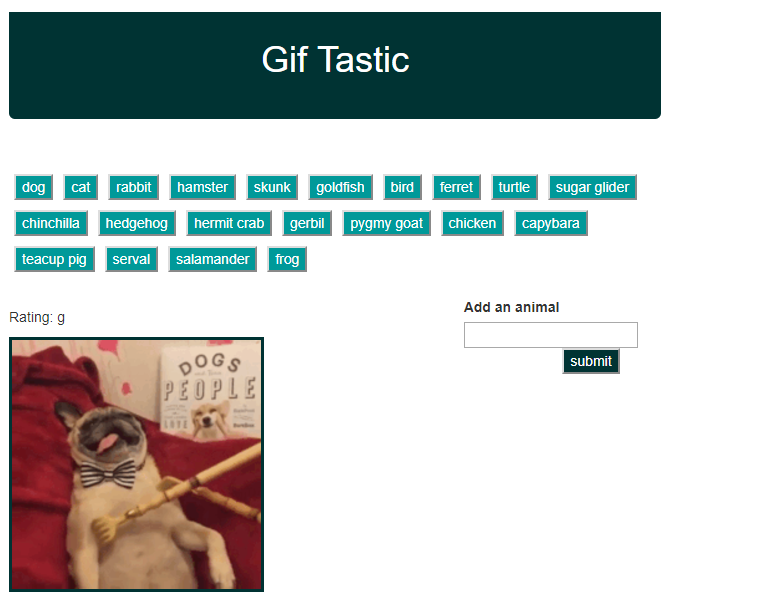 Gif Tastic
dog cat rabbit hamster skunk goldfish bird ferret turtle sugar glider
chinchilla hedgehog hermit crab gerbil pygmy goat chicken capybara
teacup pig serval salamander frog
Add an animal
Rating: g
submit
DOGS
PEOPLE
LOVE